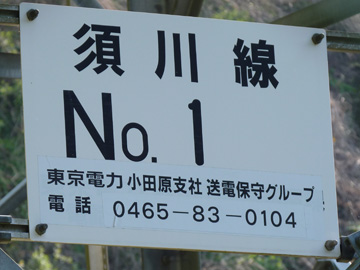 須川線
No. 1
東京電力 小田原支社 送電保守グループ
電話 0465-83-0104